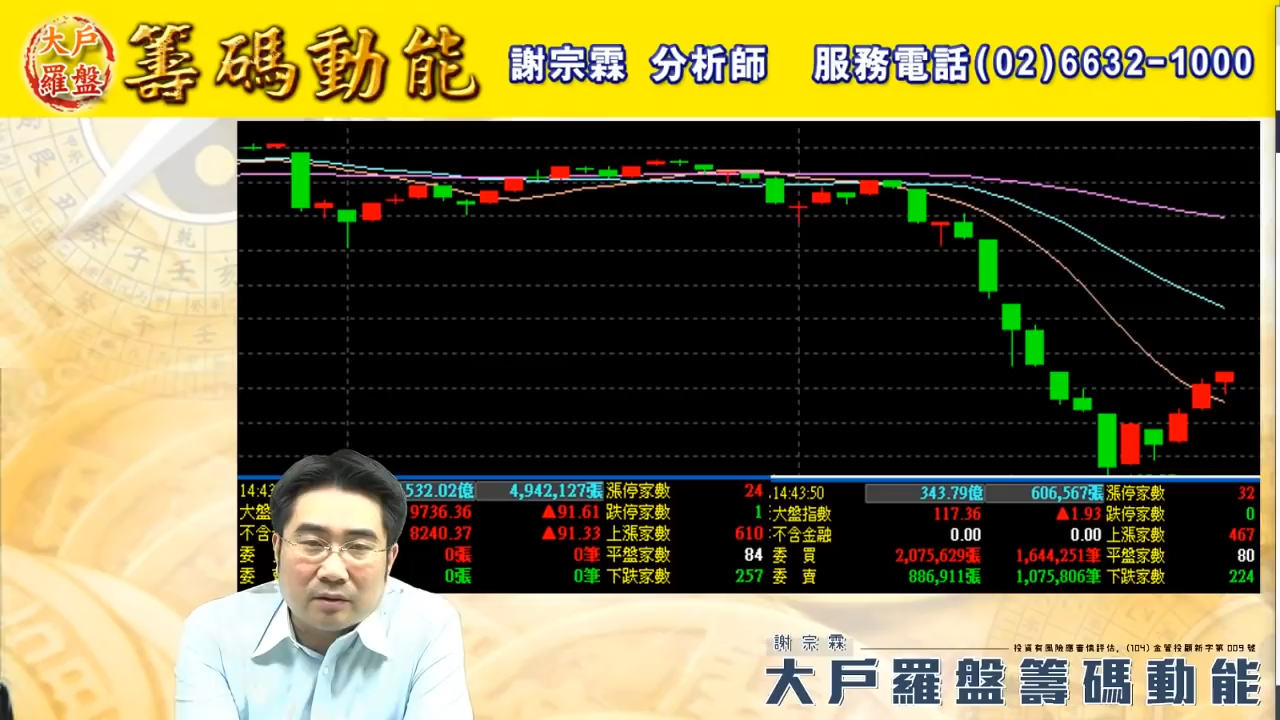 大戶
羅盤
籌碼動能
謝宗霖 分析師 服務電話(02)6632-1000
14:43
532.02億 4,942,127張 漲停家數 24
大盤 9736.36 ▲91.61 跌停家數 1
不含 8240.37 ▲91.33 上漲家數 610
委 0張 0筆 平盤家數 84
委 0張 0筆 下跌家數 257
14:43:50 343.79億 606,567張 漲停家數 32
大盤指數 117.36 ▲1.93 跌停家數 0
不含金融 0.00 0.00 上漲家數 467
委 買 2,075,629張 1,644,251筆 平盤家數 80
委 賣 886,911張 1,075,806筆 下跌家數 224
謝宗霖
投資有風險應審慎評估, (104)金管投顧新字第009號
大戶羅盤籌碼動能